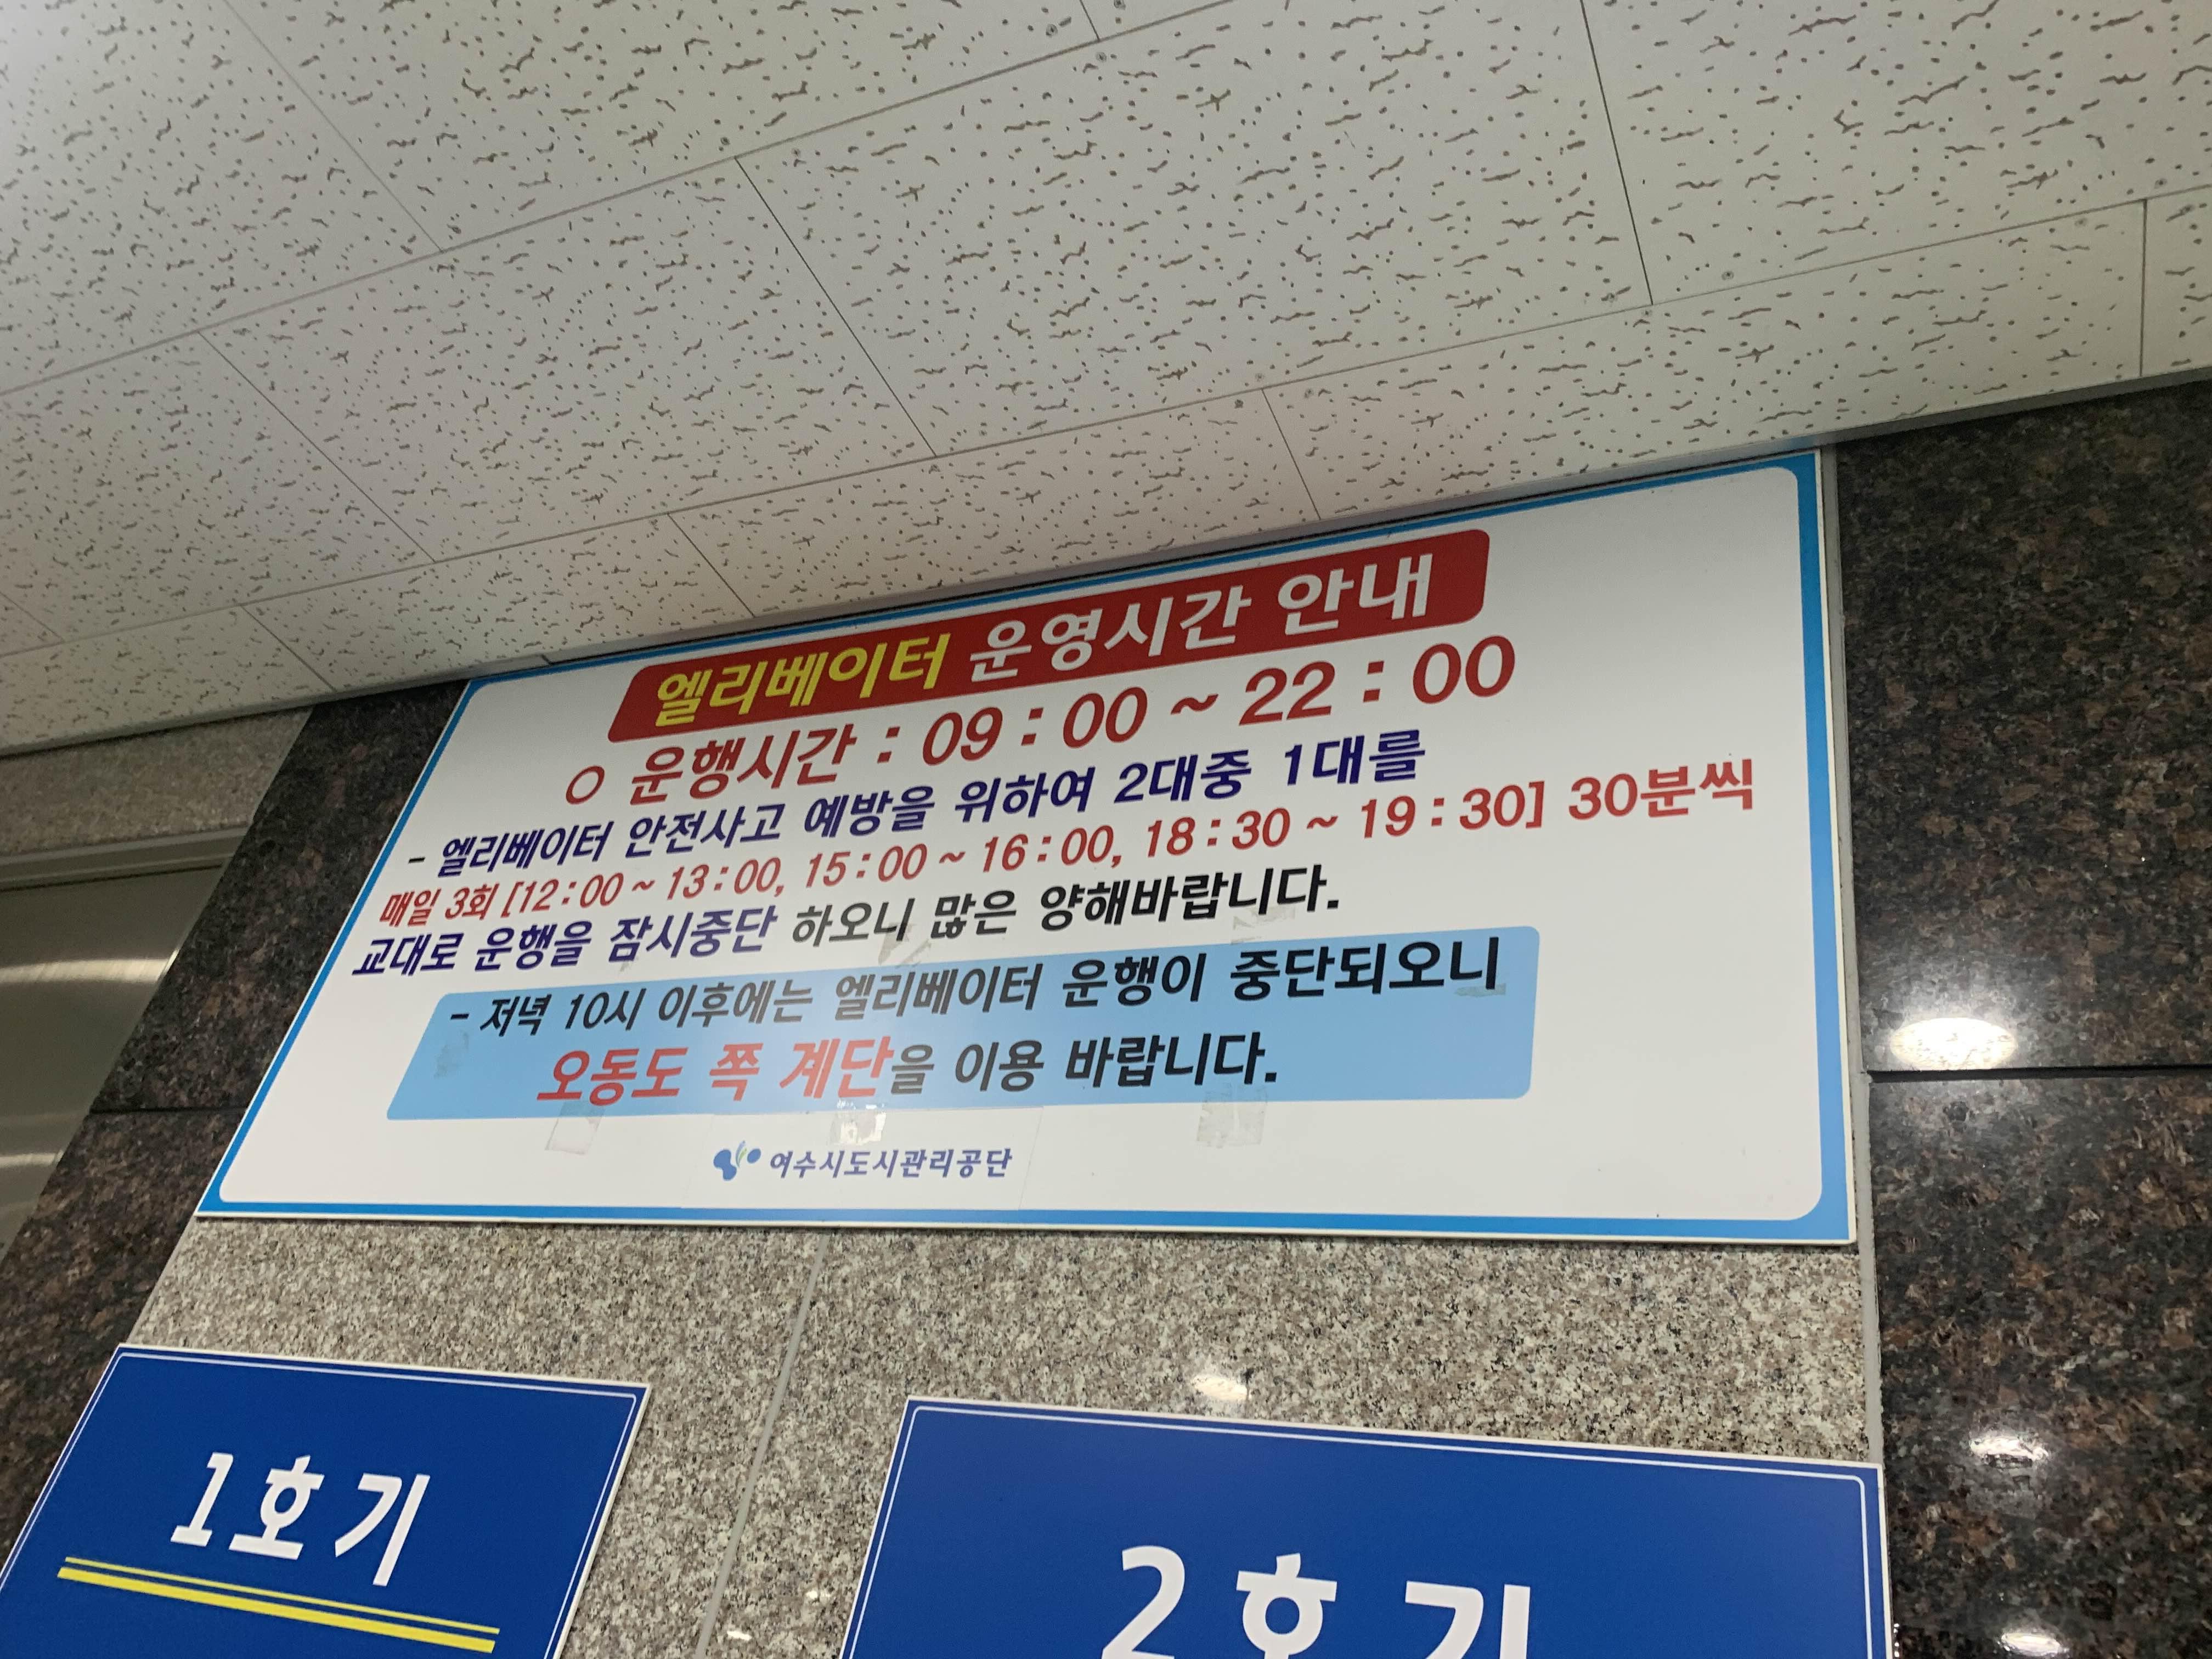 엘리베이터 운영시간 안내
○ 운행시간 : 09 : 00 ~ 22 : 00
- 엘리베이터 안전사고 예방을 위하여 2대중 1대를
매일 3회 [12 : 00 ~ 13 : 00, 15 : 00 ~ 16 : 00, 18 : 30 ~ 19 : 30] 30분씩
교대로 운행을 잠시중단 하오니 많은 양해바랍니다.
- 저녁 10시 이후에는 엘리베이터 운행이 중단되오니
오동도 쪽 계단을 이용 바랍니다.
여수시도시관리공단
1호기
2호기